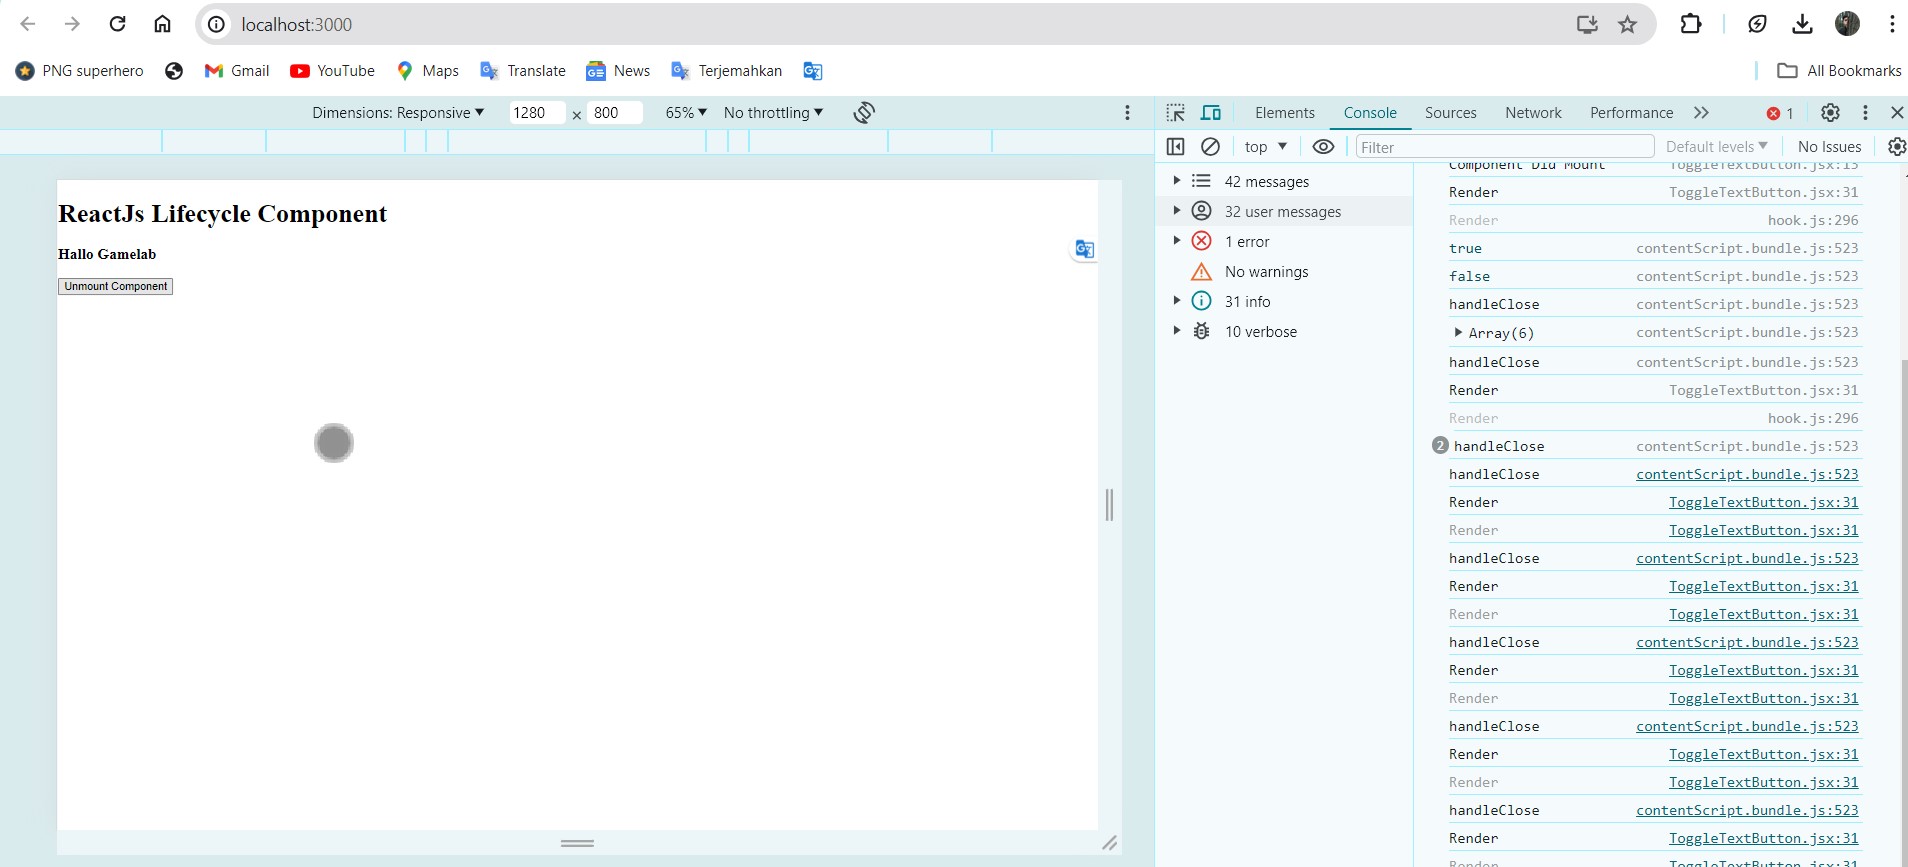 localhost:3000
PNG superhero Gmail YouTube Maps Translate News Terjemahkan All Bookmarks
Dimensions: Responsive 1280 × 800 65% No throttling
Elements Console Sources Network Performance 1
top Filter Default levels No Issues
ReactJs Lifecycle Component
Hallo Gamelab
Unmount Component
42 messages
32 user messages
1 error
No warnings
31 info
10 verbose
Component Did Mount ToggleTextButton.jsx:13
Render ToggleTextButton.jsx:31
Render hook.js:296
true contentScript.bundle.js:523
false contentScript.bundle.js:523
handleClose contentScript.bundle.js:523
Array(6) contentScript.bundle.js:523
handleClose contentScript.bundle.js:523
Render ToggleTextButton.jsx:31
Render hook.js:296
2 handleClose contentScript.bundle.js:523
handleClose contentScript.bundle.js:523
Render ToggleTextButton.jsx:31
Render ToggleTextButton.jsx:31
handleClose contentScript.bundle.js:523
Render ToggleTextButton.jsx:31
Render ToggleTextButton.jsx:31
handleClose contentScript.bundle.js:523
Render ToggleTextButton.jsx:31
Render ToggleTextButton.jsx:31
handleClose contentScript.bundle.js:523
Render ToggleTextButton.jsx:31
Render ToggleTextButton.jsx:31
handleClose contentScript.bundle.js:523
Render ToggleTextButton.jsx:31
Render ToggleTextButton.jsx:31